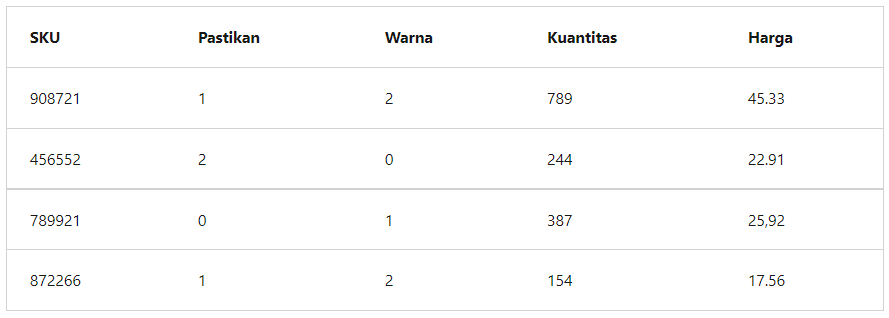 SKU Pastikan Warna Kuantitas Harga
908721 1 2 789 45.33
456552 2 0 244 22.91
789921 0 1 387 25,92
872266 1 2 154 17.56